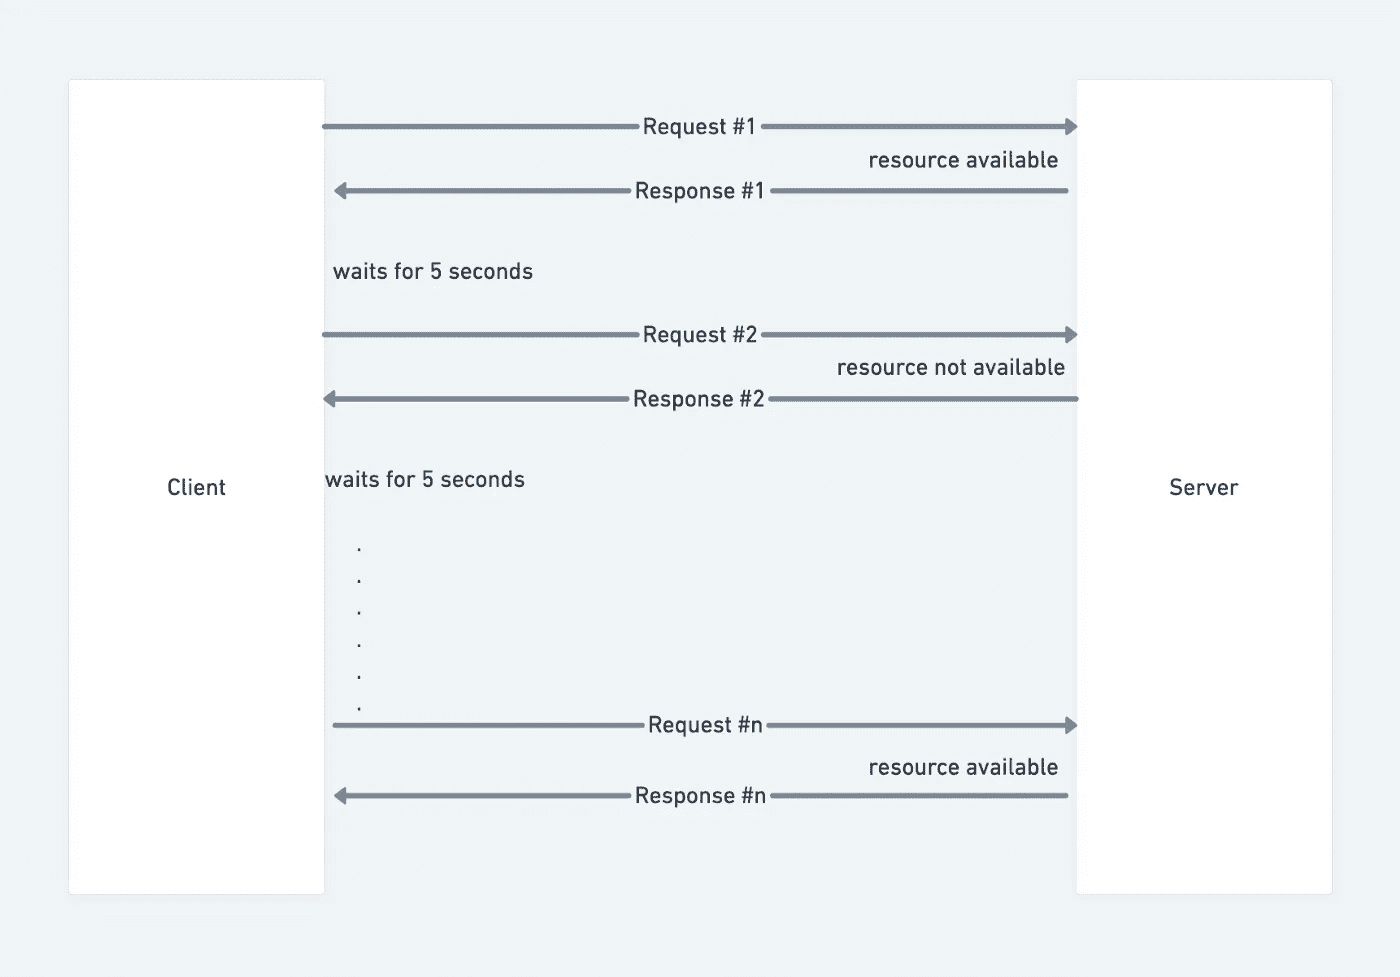 Request #1
resource available
Response #1
waits for 5 seconds
Request #2
resource not available
Response #2
waits for 5 seconds
Client
Server
.
.
.
.
.
.
Request #n
resource available
Response #n